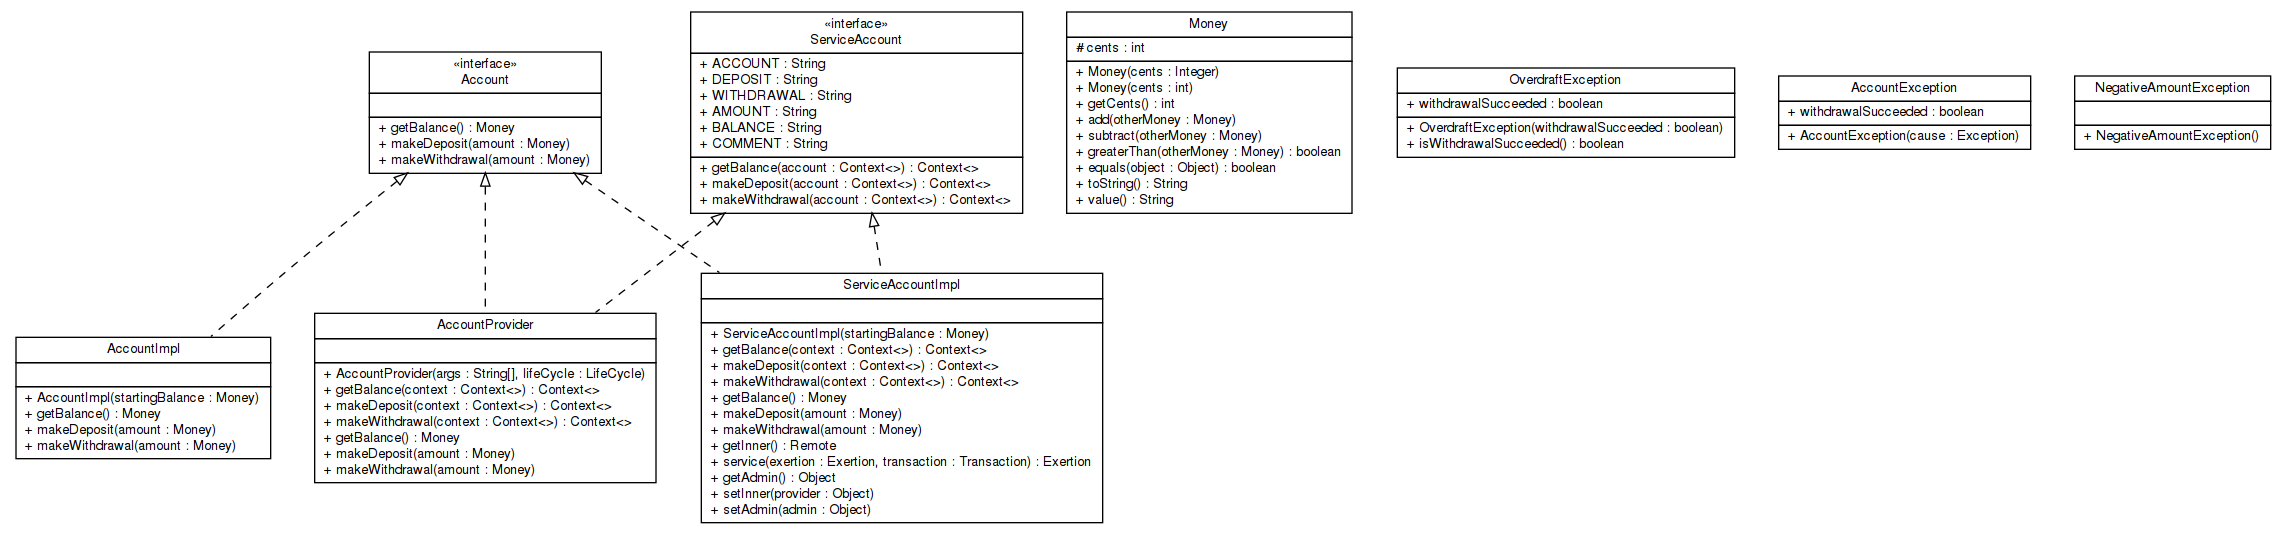 «interface»
Account
+ getBalance() : Money
+ makeDeposit(amount : Money)
+ makeWithdrawal(amount : Money)
«interface»
ServiceAccount
+ ACCOUNT : String
+ DEPOSIT : String
+ WITHDRAWAL : String
+ AMOUNT : String
+ BALANCE : String
+ COMMENT : String
+ getBalance(account : Context<>) : Context<>
+ makeDeposit(account : Context<>) : Context<>
+ makeWithdrawal(account : Context<>) : Context<>
Money
# cents : int
+ Money(cents : Integer)
+ Money(cents : int)
+ getCents() : int
+ add(otherMoney : Money)
+ subtract(otherMoney : Money)
+ greaterThan(otherMoney : Money) : boolean
+ equals(object : Object) : boolean
+ toString() : String
+ value() : String
OverdraftException
+ withdrawalSucceeded : boolean
+ OverdraftException(withdrawalSucceeded : boolean)
+ isWithdrawalSucceeded() : boolean
AccountException
+ withdrawalSucceeded : boolean
+ AccountException(cause : Exception)
NegativeAmountException
+ NegativeAmountException()
AccountImpl
+ AccountImpl(startingBalance : Money)
+ getBalance() : Money
+ makeDeposit(amount : Money)
+ makeWithdrawal(amount : Money)
AccountProvider
+ AccountProvider(args : String[], lifeCycle : LifeCycle)
+ getBalance(context : Context<>) : Context<>
+ makeDeposit(context : Context<>) : Context<>
+ makeWithdrawal(context : Context<>) : Context<>
+ getBalance() : Money
+ makeDeposit(amount : Money)
+ makeWithdrawal(amount : Money)
ServiceAccountImpl
+ ServiceAccountImpl(startingBalance : Money)
+ getBalance(context : Context<>) : Context<>
+ makeDeposit(context : Context<>) : Context<>
+ makeWithdrawal(context : Context<>) : Context<>
+ getBalance() : Money
+ makeDeposit(amount : Money)
+ makeWithdrawal(amount : Money)
+ getInner() : Remote
+ service(exertion : Exertion, transaction : Transaction) : Exertion
+ getAdmin() : Object
+ setInner(provider : Object)
+ setAdmin(admin : Object)